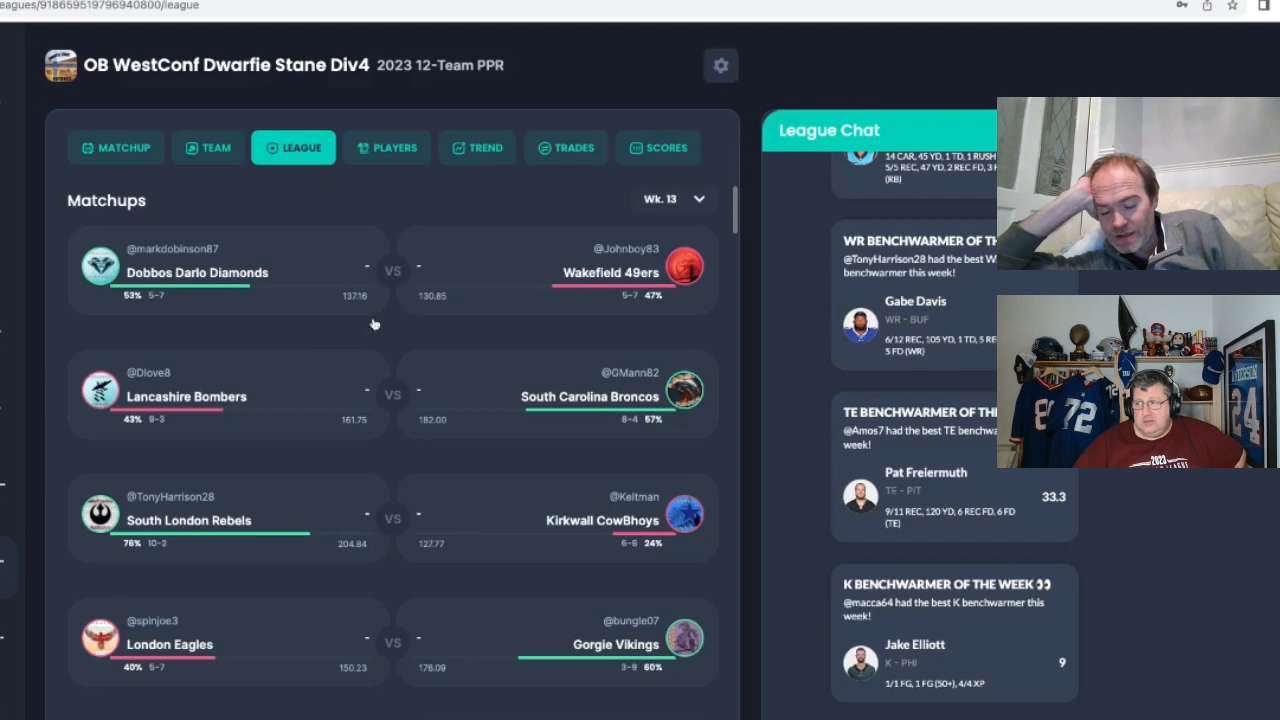 eagues/918659519796940800/league
OB WestConf Dwarfie Stane Div4 2023 12-Team PPR
MATCHUP TEAM LEAGUE PLAYERS TREND TRADES SCORES
Matchups
Wk. 13
@markdobinson87
Dobbos Darlo Diamonds
53% 5-7 137.16
-
VS
-
@Johnboy83
Wakefield 49ers
130.85 5-7 47%
@Dlove8
Lancashire Bombers
43% 9-3 161.75
-
VS
-
@GMann82
South Carolina Broncos
182.00 8-4 57%
@TonyHarrison28
South London Rebels
76% 10-2 204.84
-
VS
-
@Keltman
Kirkwall CowBhoys
127.77 6-6 24%
@spinjoe3
London Eagles
40% 5-7 150.23
-
VS
-
@bungle07
Gorgie Vikings
176.09 3-9 60%
League Chat
14 CAR, 45 YD, 1 TD, 1 RUSH
5/5 REC, 47 YD, 2 REC FD, 3
(RB)
WR BENCHWARMER OF TH
@TonyHarrison28 had the best W
benchwarmer this week!
Gabe Davis
WR - BUF
6/12 REC, 105 YD, 1 TD, 5 RE
5 FD (WR)
TE BENCHWARMER OF THE
@Amos7 had the best TE benchwa
week!
Pat Freiermuth
TE - PIT
33.3
9/11 REC, 120 YD, 6 REC FD, 6 FD
(TE)
K BENCHWARMER OF THE WEEK 👀
@macca64 had the best K benchwarmer this
week!
Jake Elliott
K - PHI
9
1/1 FG, 1 FG (50+), 4/4 XP
8
72
72
ANDERSON
24
2023